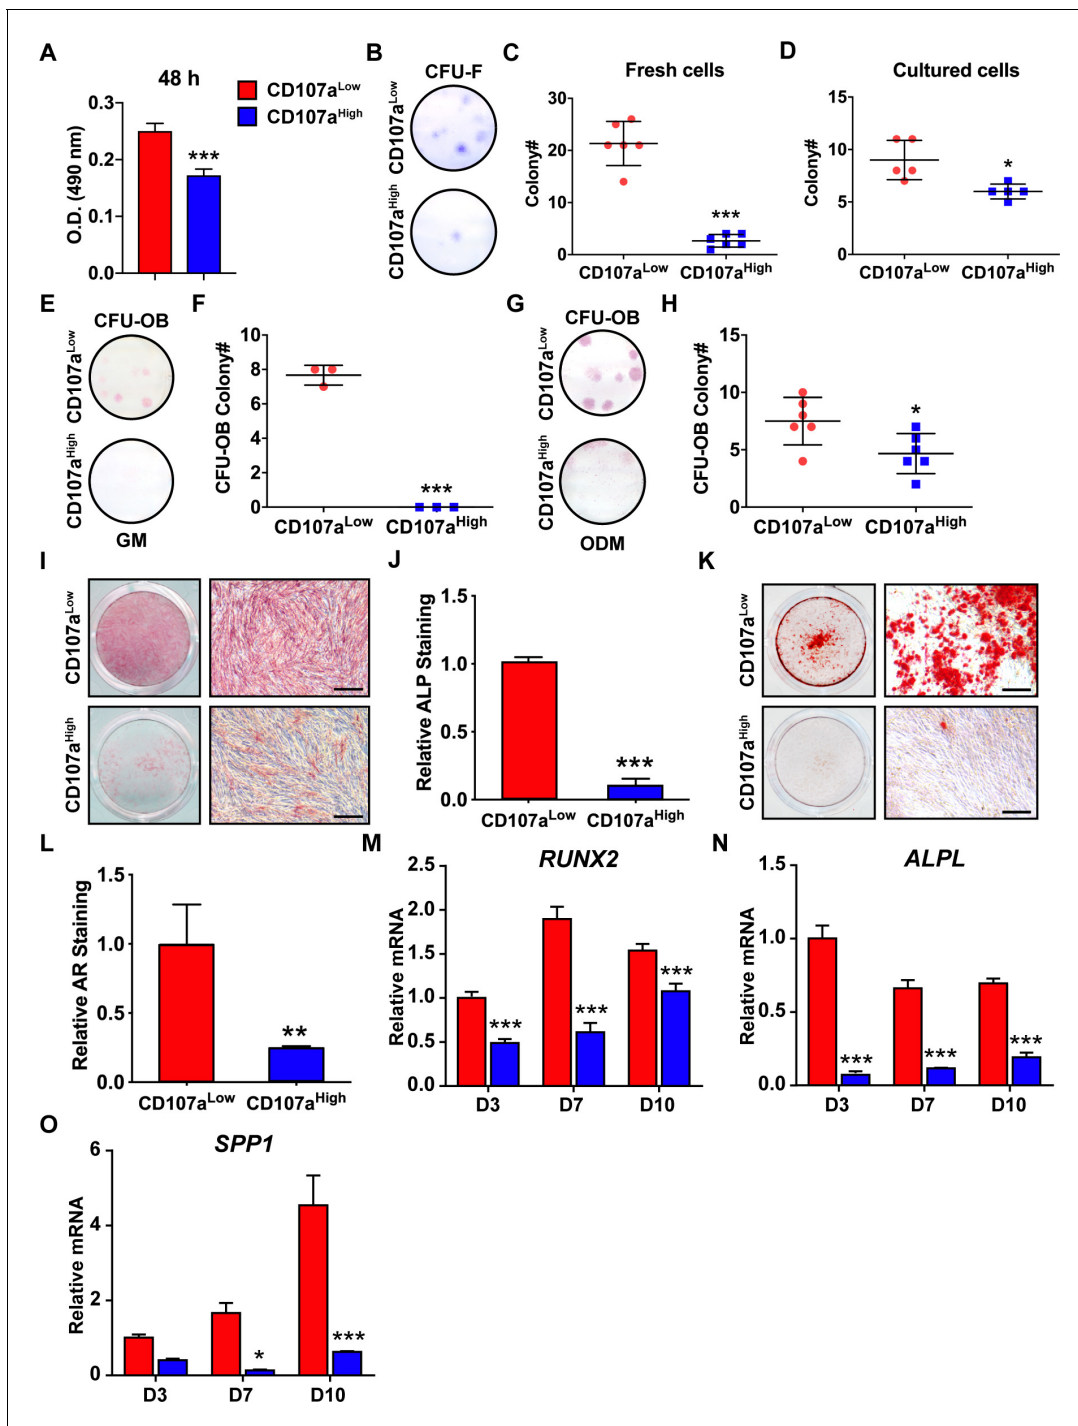 A
48 h
CD107aLow
CD107aHigh
O.D. (490 nm)
0.3
0.2
0.1
0.0
***
B
CFU-F
CD107aLow
CD107aHigh
C
Fresh cells
Colony#
30
20
10
0
***
CD107aLow
CD107aHigh
D
Cultured cells
Colony#
15
10
5
0
*
CD107aLow
CD107aHigh
E
CFU-OB
CD107aLow
CD107aHigh
GM
F
CFU-OB Colony#
10
8
6
4
2
0
***
CD107aLow
CD107aHigh
G
CFU-OB
CD107aLow
CD107aHigh
ODM
H
CFU-OB Colony#
15
10
5
0
*
CD107aLow
CD107aHigh
I
CD107aLow
CD107aHigh
J
Relative ALP Staining
1.5
1.0
0.5
0.0
***
CD107aLow
CD107aHigh
K
CD107aLow
CD107aHigh
L
Relative AR Staining
1.5
1.0
0.5
0.0
**
CD107aLow
CD107aHigh
M
RUNX2
Relative mRNA
2.5
2.0
1.5
1.0
0.5
0.0
***
***
***
D3
D7
D10
N
ALPL
Relative mRNA
1.5
1.0
0.5
0.0
***
***
***
D3
D7
D10
O
SPP1
Relative mRNA
6
4
2
0
*
***
D3
D7
D10